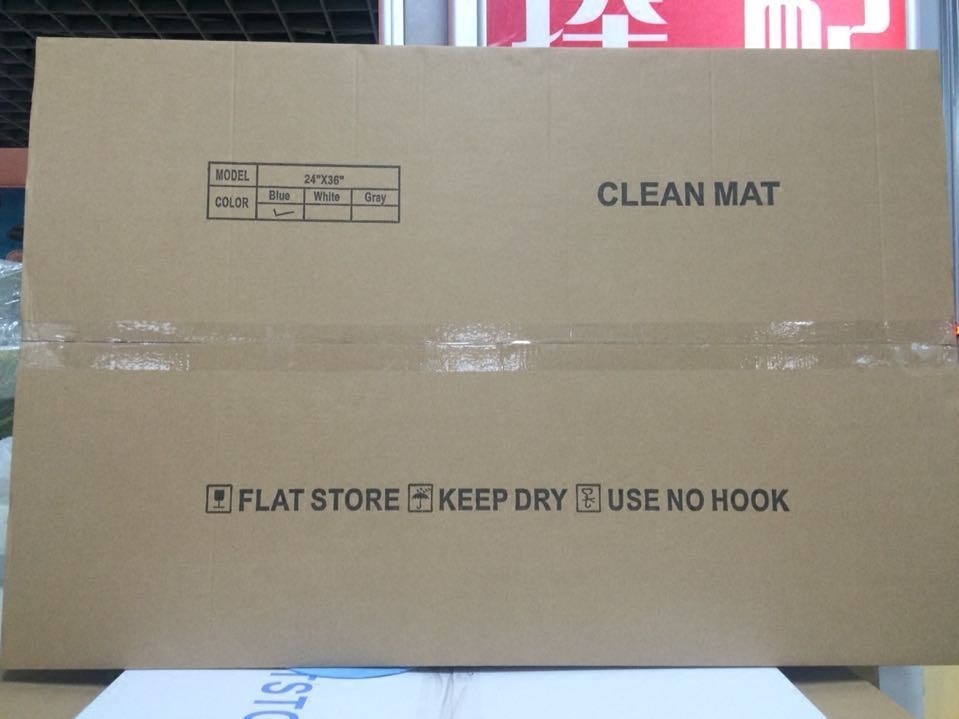 MODEL 24"X36"
COLOR Blue White Gray
CLEAN MAT
FLAT STORE KEEP DRY USE NO HOOK